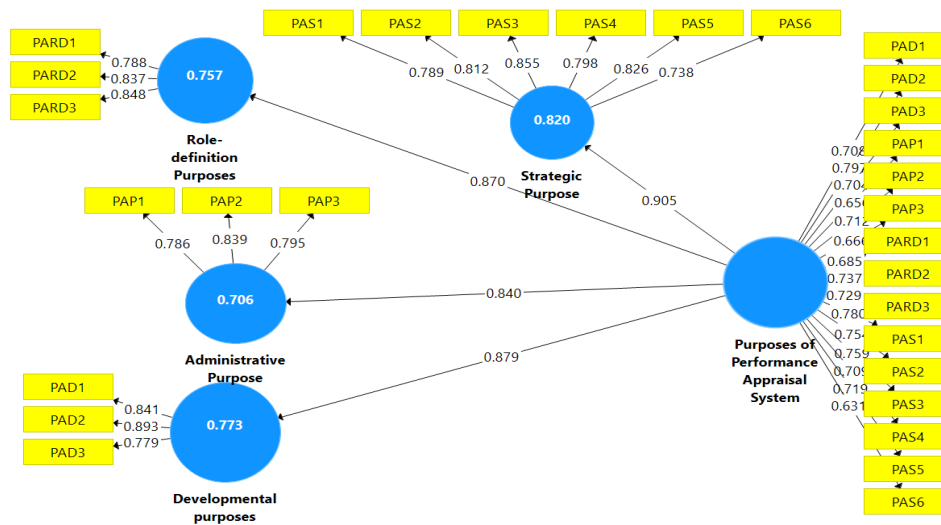 PAS1
PAS2
PAS3
PAS4
PAS5
PAS6
0.789
0.812
0.855
0.798
0.826
0.738
0.820
Strategic
Purpose
PARD1
PARD2
PARD3
0.788
0.837
0.848
0.757
Role-
definition
Purposes
PAP1
PAP2
PAP3
0.786
0.839
0.795
0.706
Administrative
Purpose
PAD1
PAD2
PAD3
0.841
0.893
0.779
0.773
Developmental
purposes
0.870
0.905
0.840
0.879
Purposes of
Performance
Appraisal
System
0.708
0.797
0.704
0.656
0.712
0.666
0.685
0.737
0.729
0.780
0.754
0.759
0.709
0.719
0.631
PAD1
PAD2
PAD3
PAP1
PAP2
PAP3
PARD1
PARD2
PARD3
PAS1
PAS2
PAS3
PAS4
PAS5
PAS6